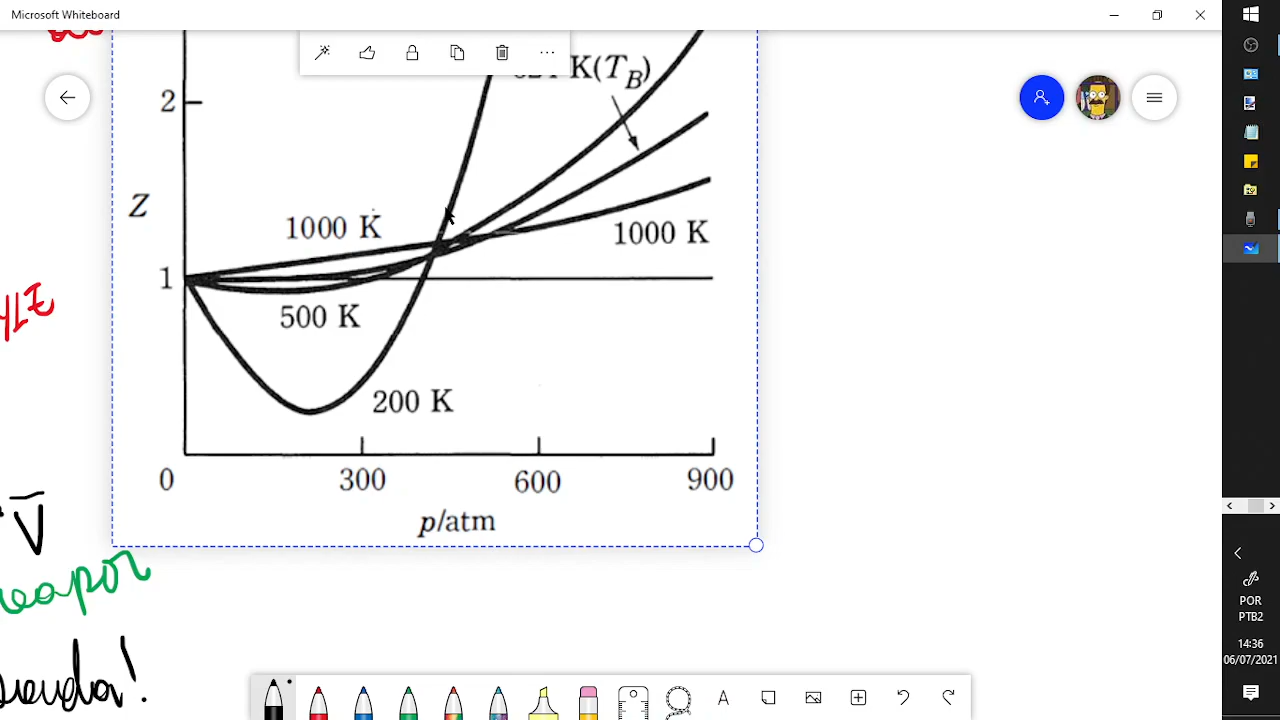 Microsoft Whiteboard
K(T_B)
2
Z
1000 K
1000 K
1
500 K
200 K
0 300 600 900
p/atm
V̅
A
POR
PTB2
14:36
06/07/2021